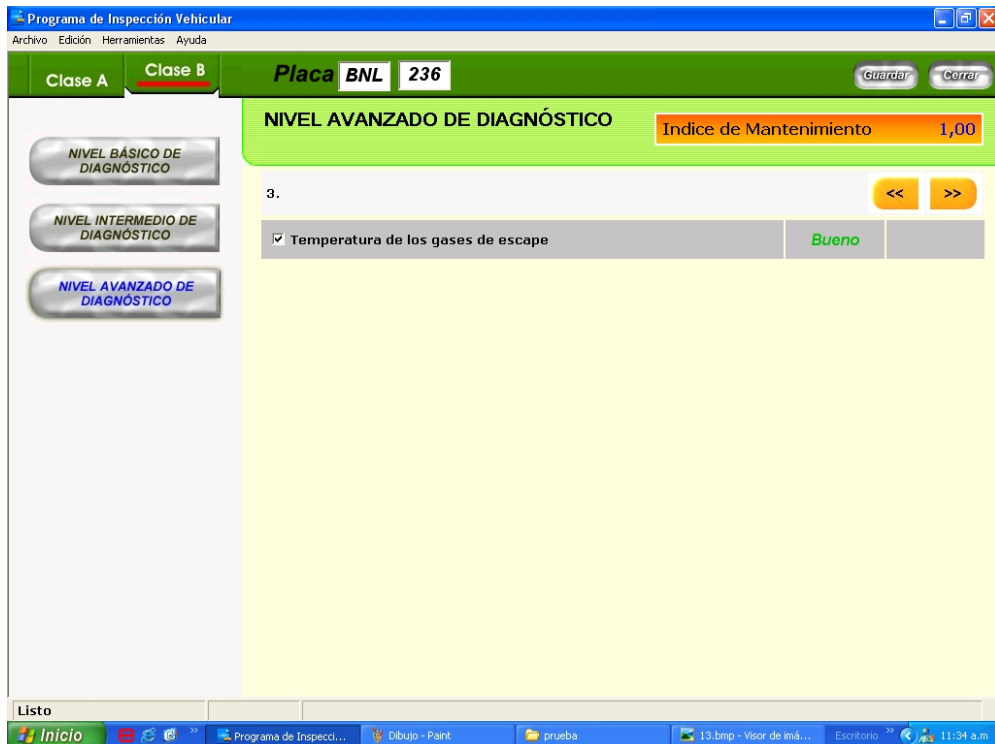 Programa de Inspección Vehicular
Archivo Edición Herramientas Ayuda
Clase A Clase B Placa BNL 236 Guardar Cerrar
NIVEL AVANZADO DE DIAGNÓSTICO
Indice de Mantenimiento 1,00
NIVEL BÁSICO DE
DIAGNÓSTICO
NIVEL INTERMEDIO DE
DIAGNÓSTICO
NIVEL AVANZADO DE
DIAGNÓSTICO
3. << >>
Temperatura de los gases de escape Bueno
Listo
Inicio » Programa de Inspecci... Dibujo - Paint prueba 13.bmp - Visor de imá... Escritorio » 11:34 a.m